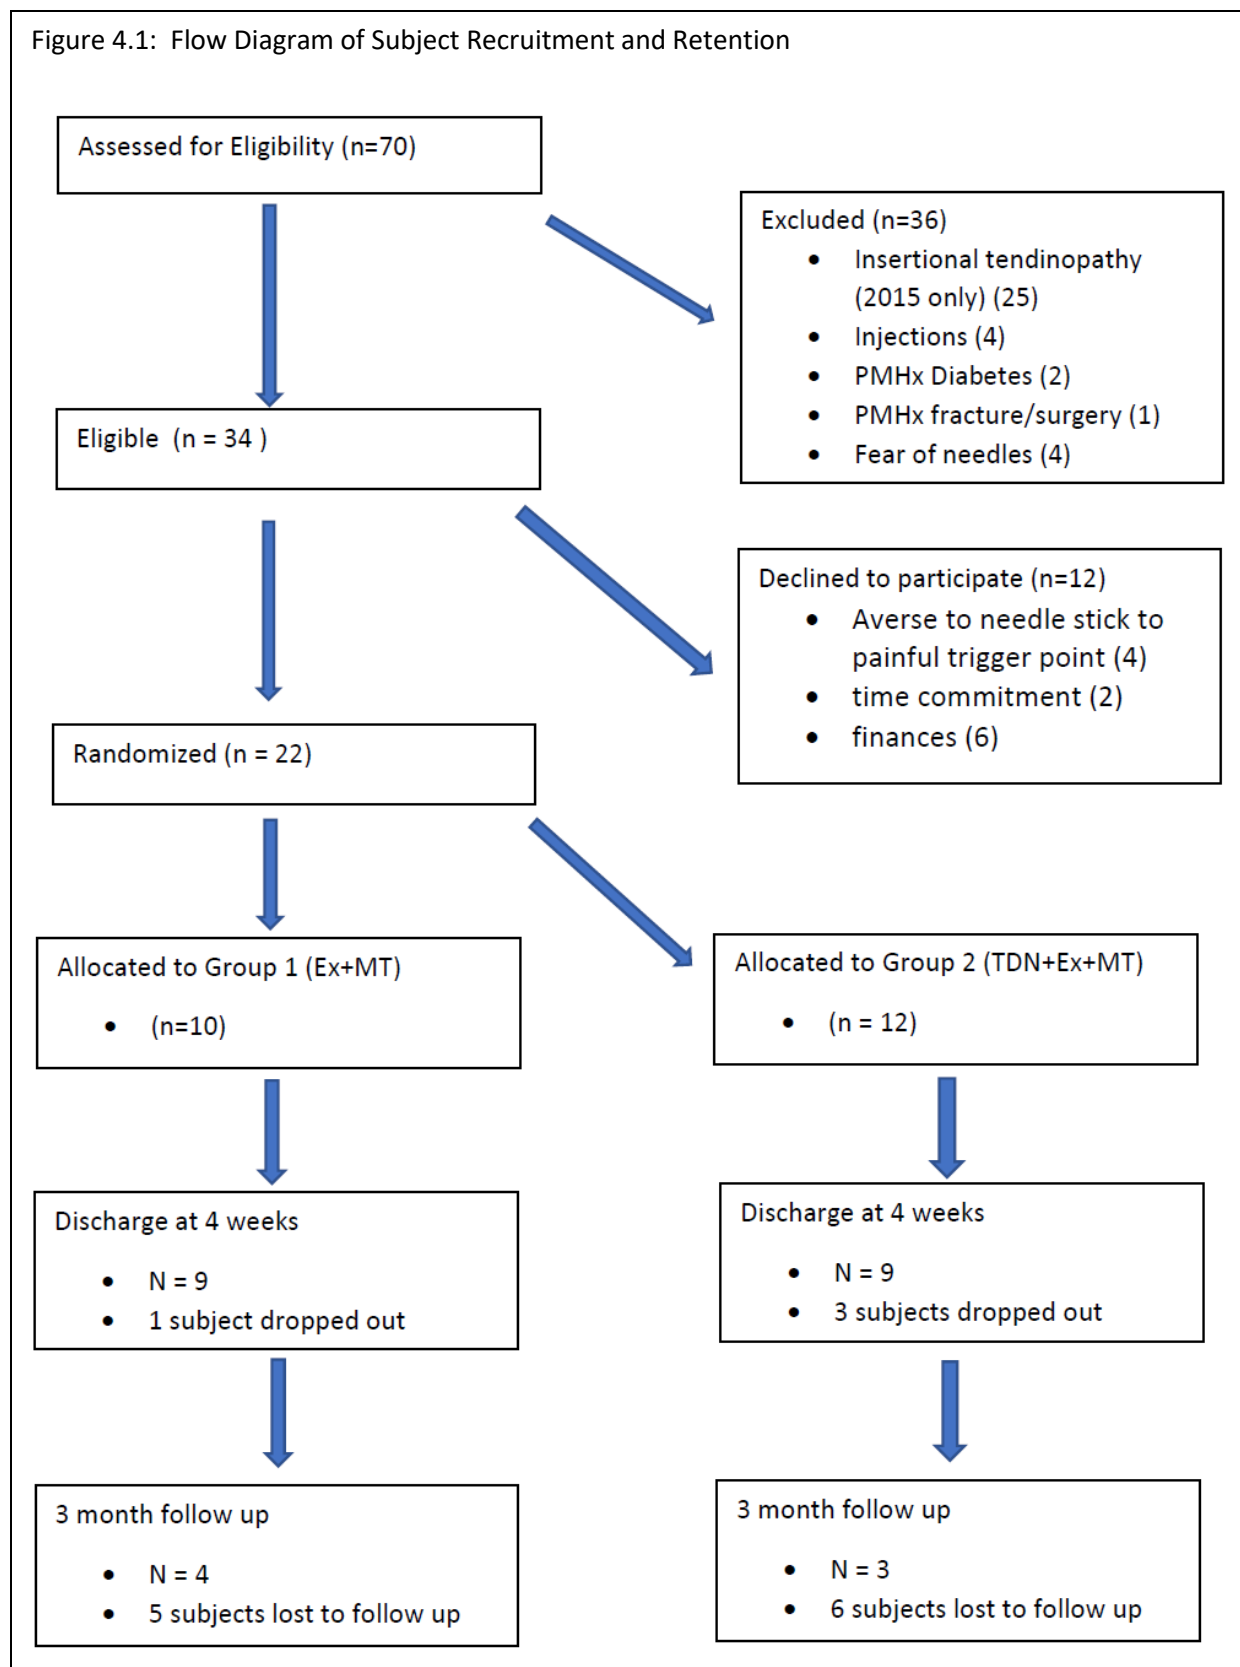 Figure 4.1:  Flow Diagram of Subject Recruitment and Retention
Assessed for Eligibility (n=70)
Excluded (n=36)
• Insertional tendinopathy
(2015 only) (25)
• Injections (4)
• PMHx Diabetes (2)
• PMHx fracture/surgery (1)
• Fear of needles (4)
Eligible  (n = 34 )
Declined to participate (n=12)
• Averse to needle stick to
painful trigger point (4)
• time commitment (2)
• finances (6)
Randomized (n = 22)
Allocated to Group 1 (Ex+MT)
• (n=10)
Allocated to Group 2 (TDN+Ex+MT)
• (n = 12)
Discharge at 4 weeks
• N = 9
• 1 subject dropped out
Discharge at 4 weeks
• N = 9
• 3 subjects dropped out
3 month follow up
• N = 4
• 5 subjects lost to follow up
3 month follow up
• N = 3
• 6 subjects lost to follow up